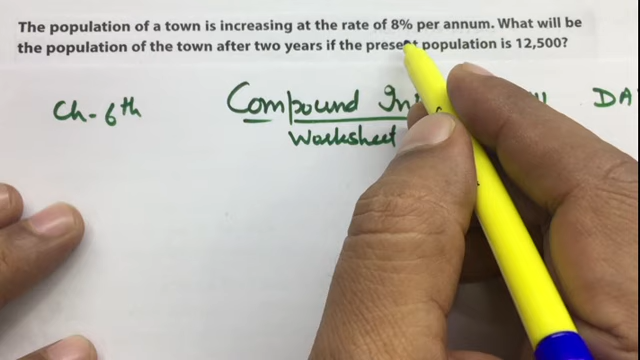 The population of a town is increasing at the rate of 8% per annum. What will be
the population of the town after two years if the present population is 12,500?
Ch - 6th Compound DA
Worksheet